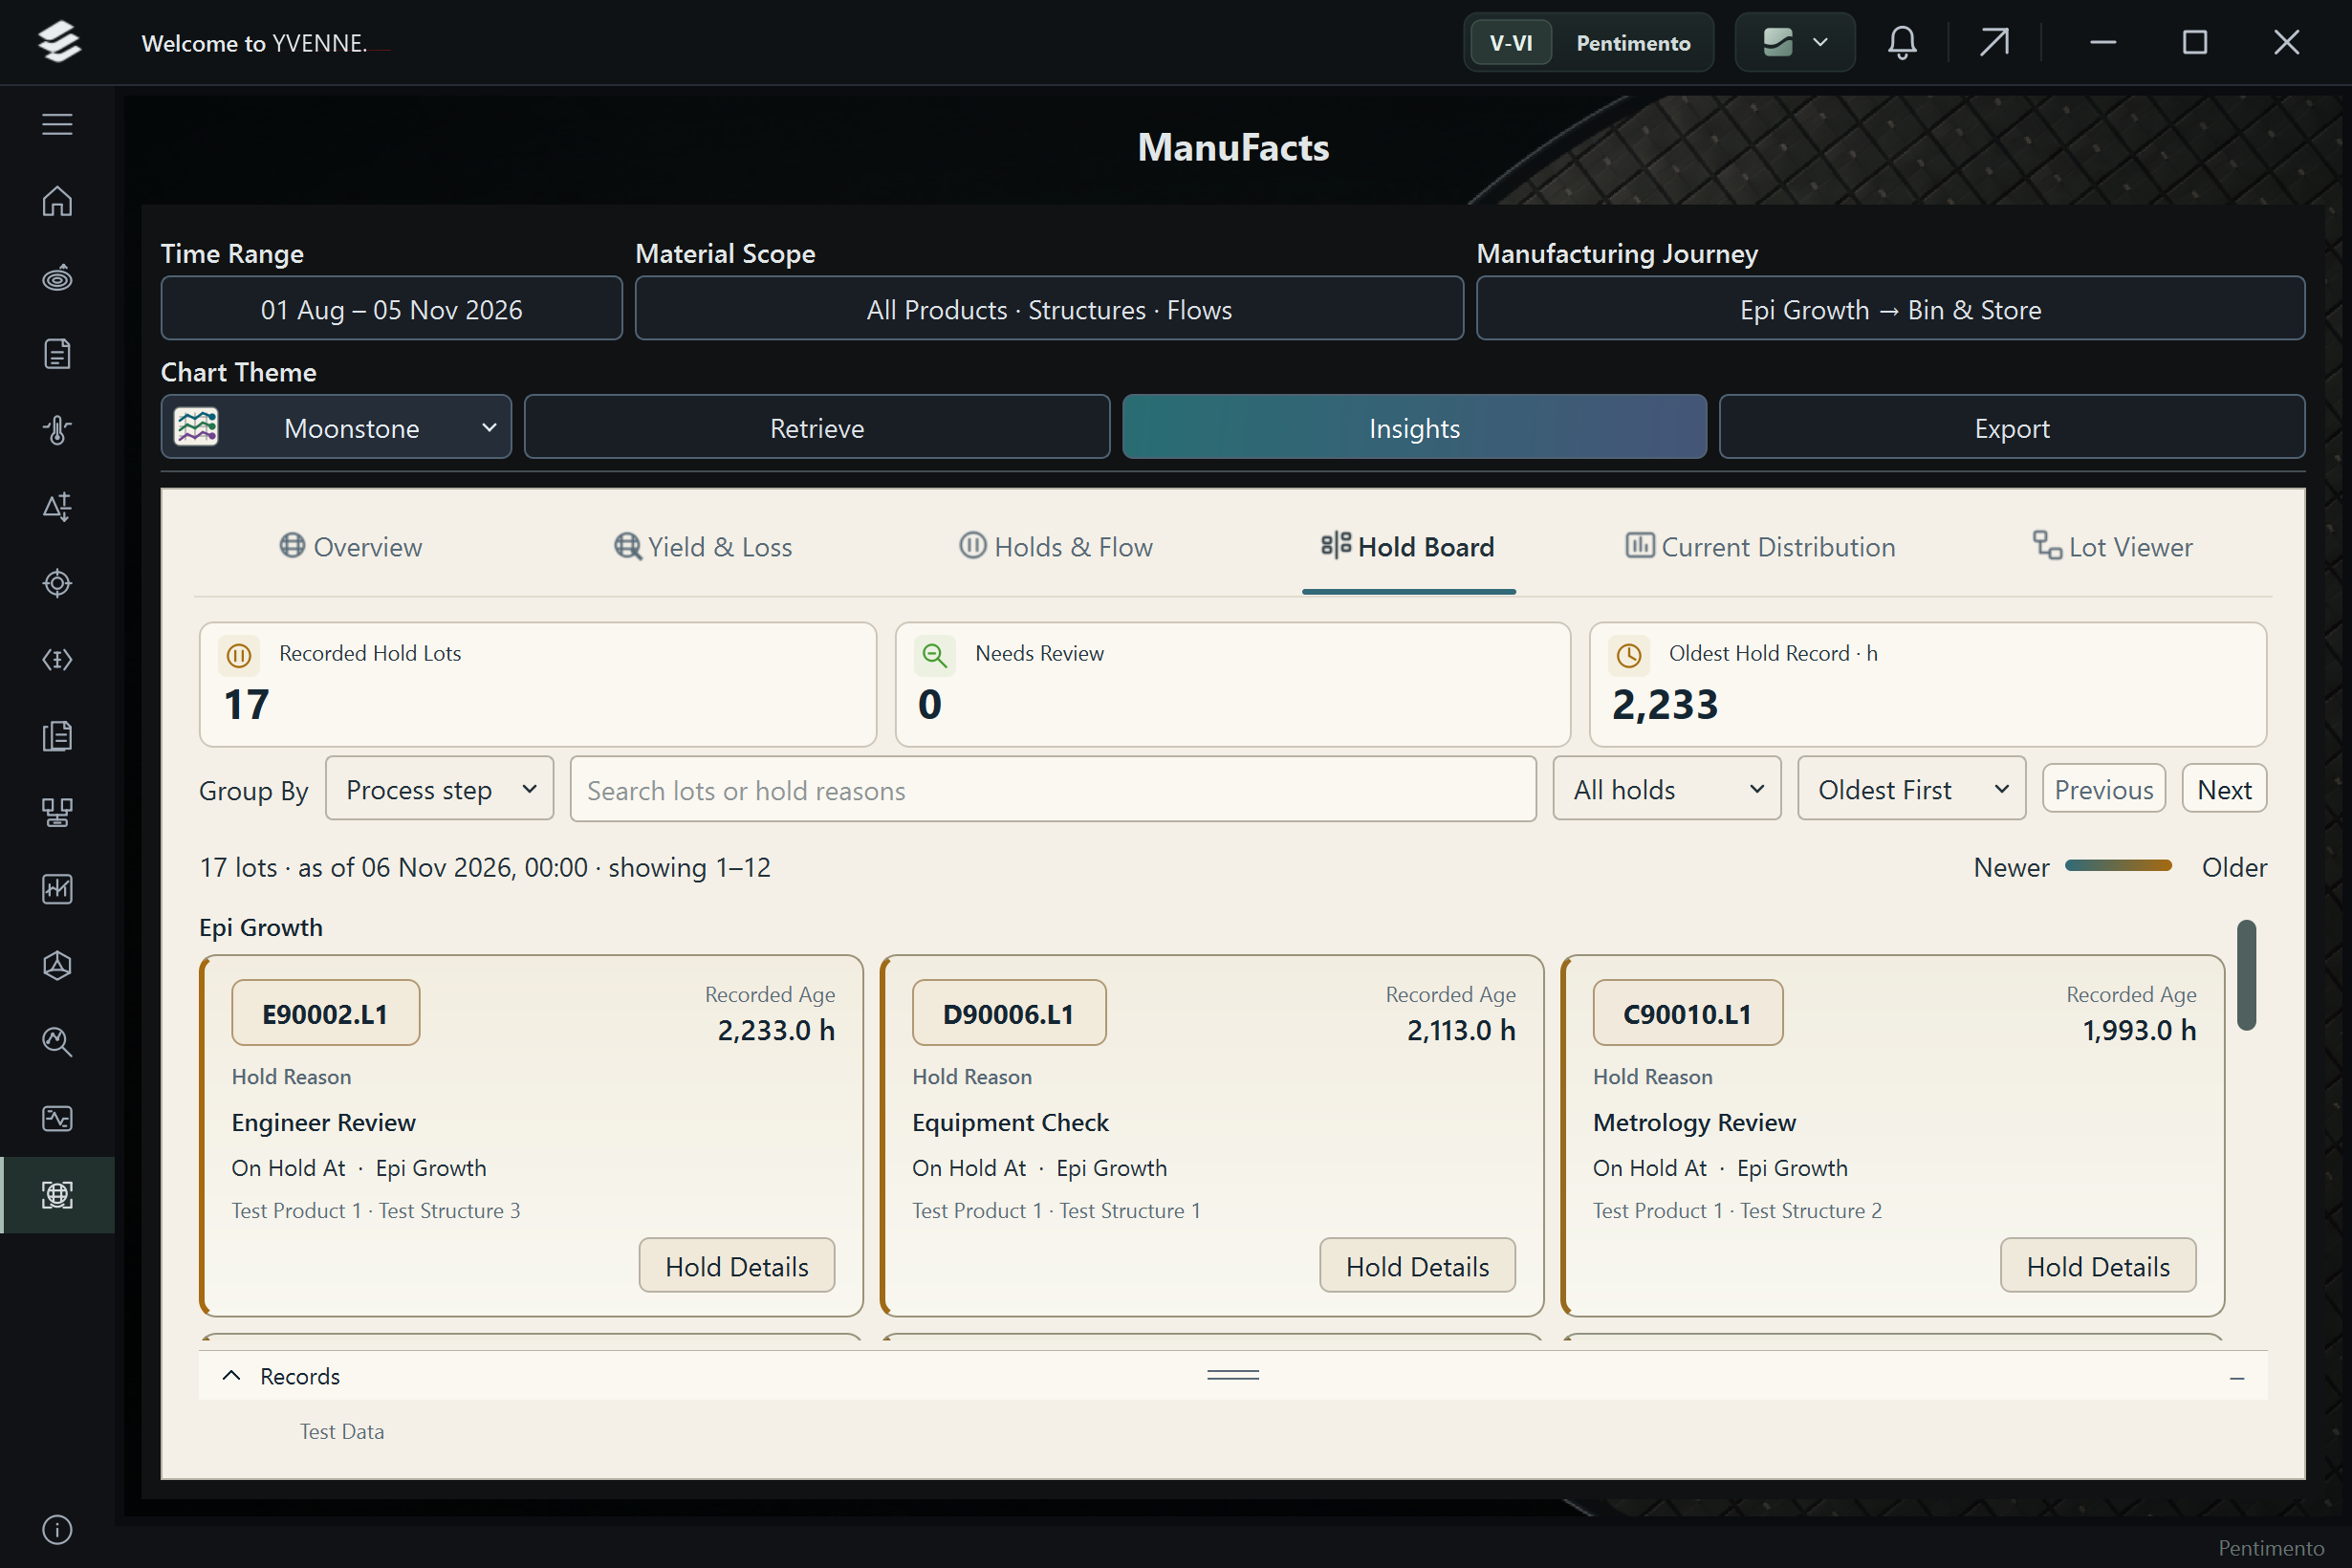 Welcome to YVENNE.
V-VI Pentimento
ManuFacts
Time Range Material Scope Manufacturing Journey
01 Aug – 05 Nov 2026 All Products · Structures · Flows Epi Growth → Bin & Store
Chart Theme
Moonstone Retrieve Insights Export
Overview Yield & Loss Holds & Flow Hold Board Current Distribution Lot Viewer
Recorded Hold Lots
17
Needs Review
0
Oldest Hold Record · h
2,233
Group By Process step Search lots or hold reasons All holds Oldest First Previous Next
17 lots · as of 06 Nov 2026, 00:00 · showing 1–12 Newer Older
Epi Growth
E90002.L1
Recorded Age
2,233.0 h
Hold Reason
Engineer Review
On Hold At · Epi Growth
Test Product 1 · Test Structure 3
Hold Details
D90006.L1
Recorded Age
2,113.0 h
Hold Reason
Equipment Check
On Hold At · Epi Growth
Test Product 1 · Test Structure 1
Hold Details
C90010.L1
Recorded Age
1,993.0 h
Hold Reason
Metrology Review
On Hold At · Epi Growth
Test Product 1 · Test Structure 2
Hold Details
Records
Test Data
Pentimento